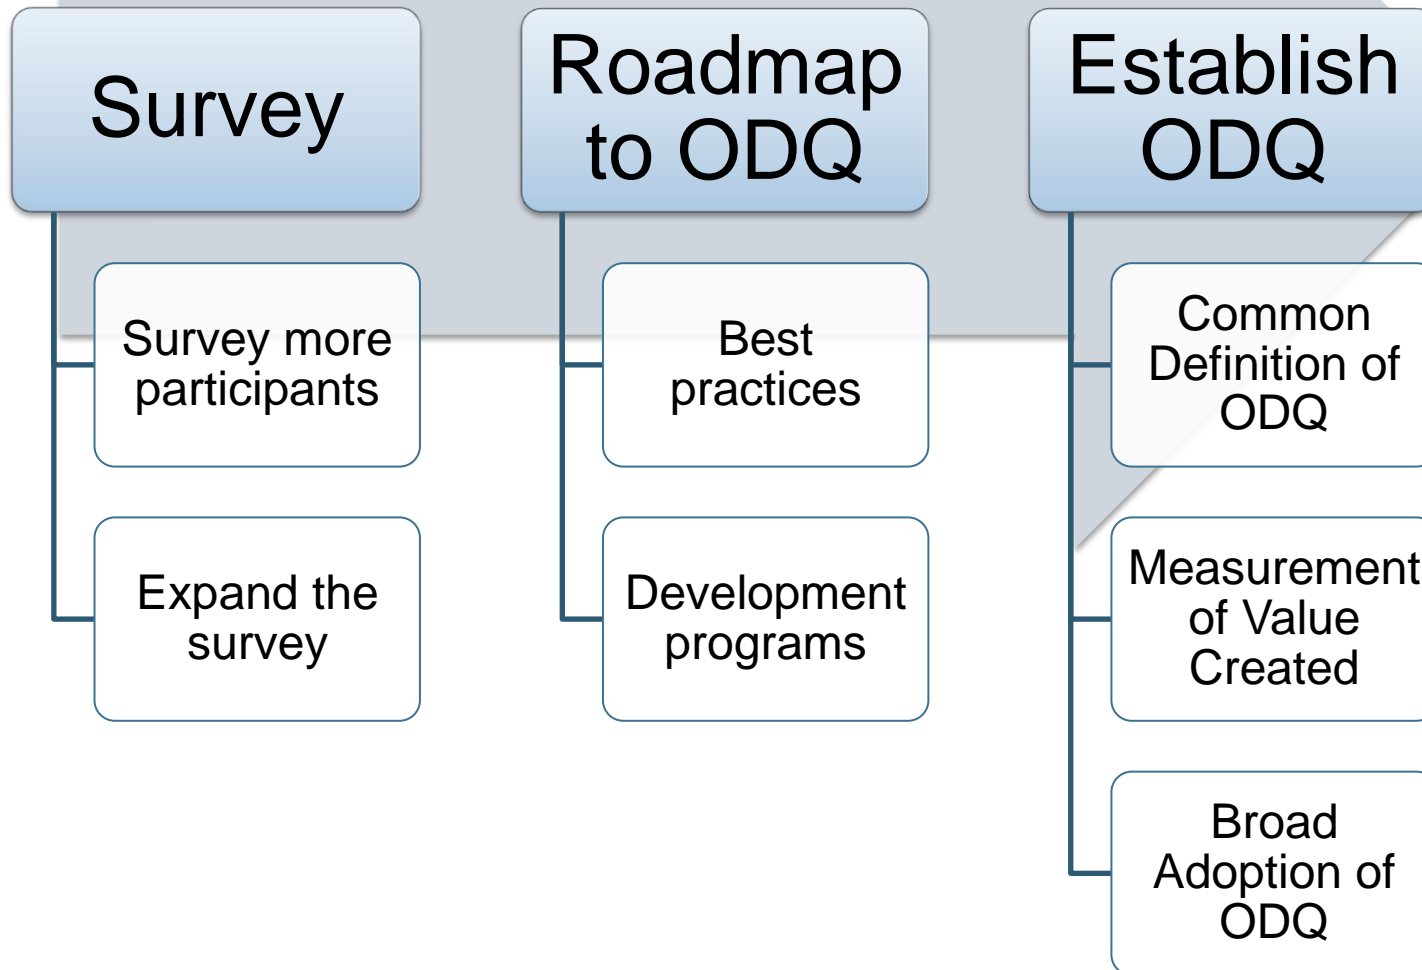 Survey
Survey more
participants
Expand the
survey
Roadmap
to ODQ
Best
practices
Development
programs
Establish
ODQ
Common
Definition of
ODQ
Measurement
of Value
Created
Broad
Adoption of
ODQ